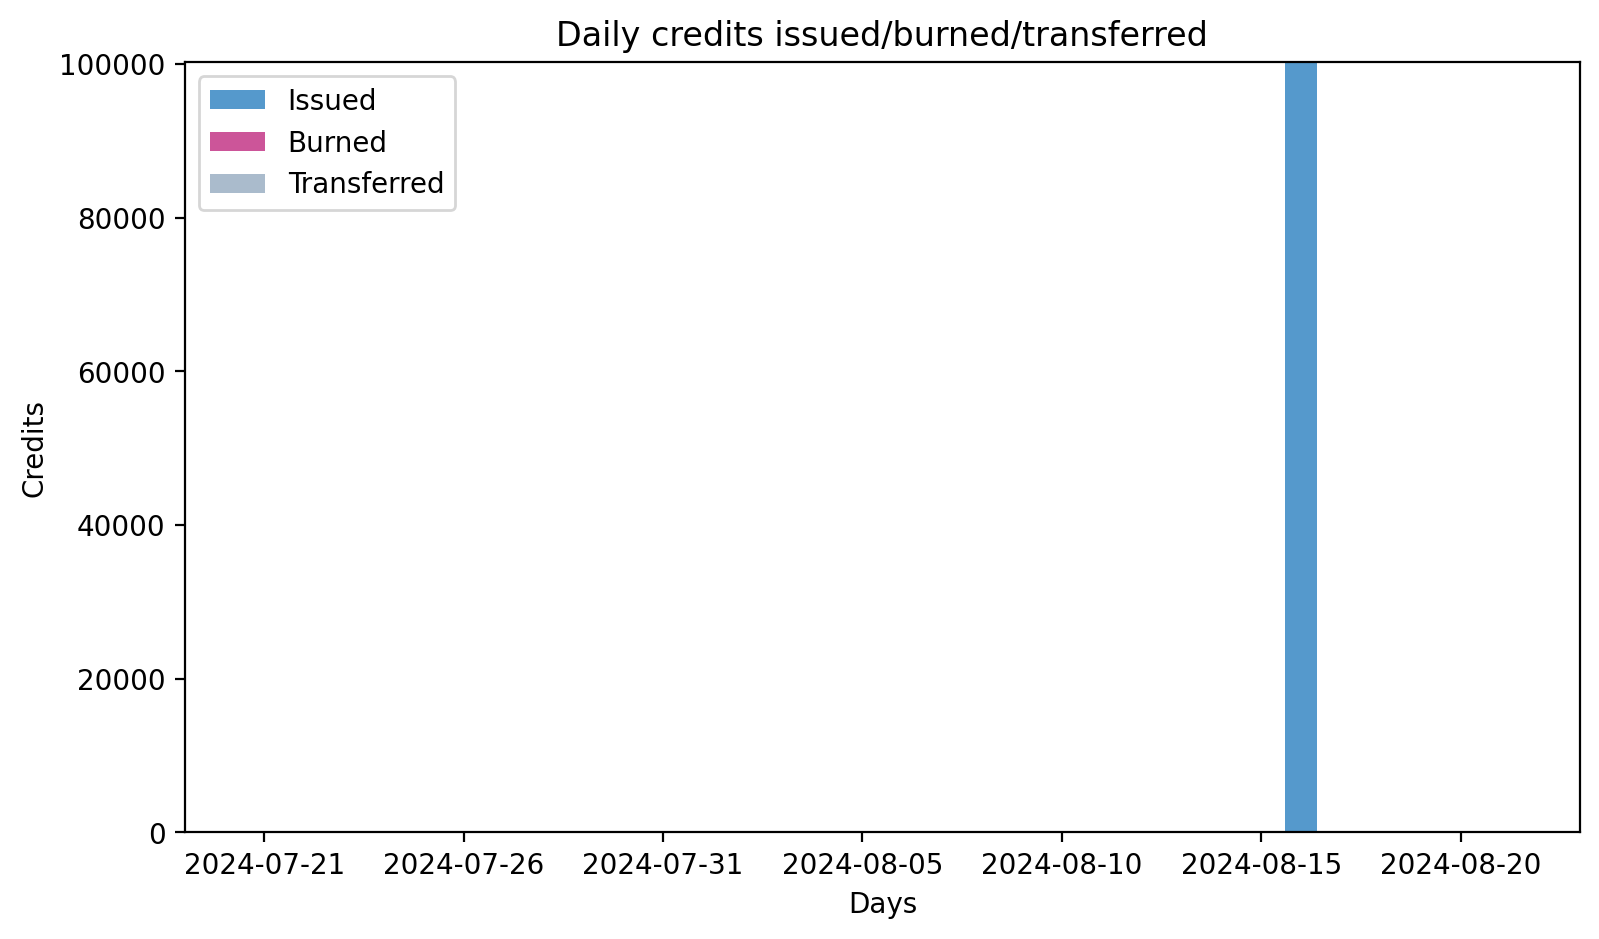 Daily credits issued/burned/transferred
100000
80000
60000
40000
20000
0
Credits
Issued
Burned
Transferred
2024-07-21 2024-07-26 2024-07-31 2024-08-05 2024-08-10 2024-08-15 2024-08-20
Days